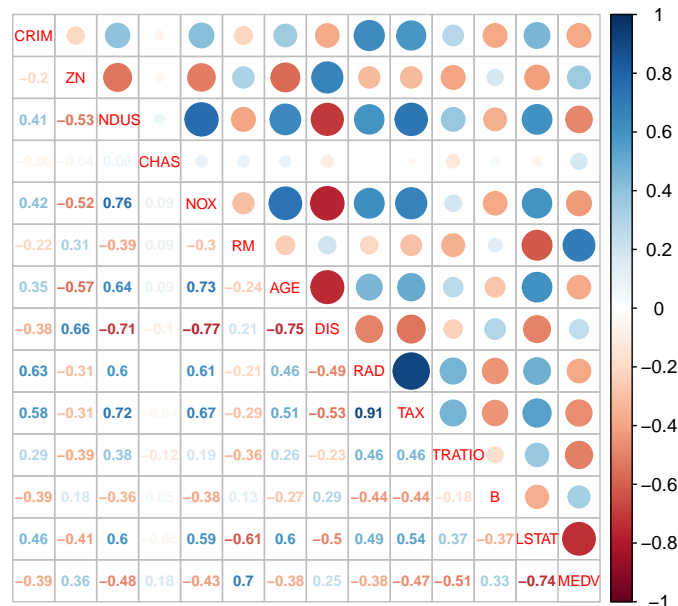 CRIM
−0.2 ZN
0.41 −0.53 NDUS
−0.06 −0.04 0.06 CHAS
0.42 −0.52 0.76 0.09 NOX
−0.22 0.31 −0.39 0.09 −0.3 RM
0.35 −0.57 0.64 0.09 0.73 −0.24 AGE
−0.38 0.66 −0.71 −0.1 −0.77 0.21 −0.75 DIS
0.63 −0.31 0.6 0.61 −0.21 0.46 −0.49 RAD
0.58 −0.31 0.72 −0.04 0.67 −0.29 0.51 −0.53 0.91 TAX
0.29 −0.39 0.38 −0.12 0.19 −0.36 0.26 −0.23 0.46 0.46 TRATIO
−0.39 0.18 −0.36 0.05 −0.38 0.13 −0.27 0.29 −0.44 −0.44 −0.18 B
0.46 −0.41 0.6 −0.05 0.59 −0.61 0.6 −0.5 0.49 0.54 0.37 −0.37 LSTAT
−0.39 0.36 −0.48 0.18 −0.43 0.7 −0.38 0.25 −0.38 −0.47 −0.51 0.33 −0.74 MEDV
1
0.8
0.6
0.4
0.2
0
−0.2
−0.4
−0.6
−0.8
−1